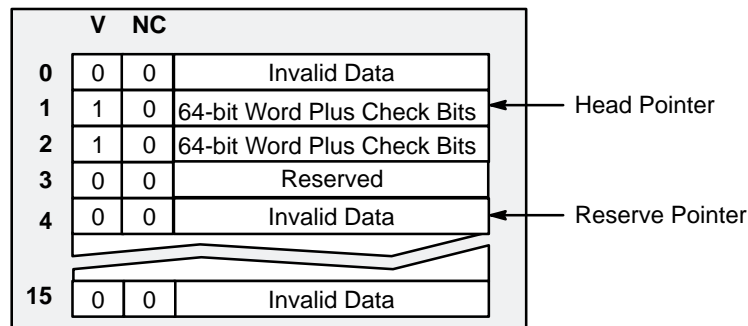 V NC
0 0 0 Invalid Data
1 1 0 64-bit Word Plus Check Bits Head Pointer
2 1 0 64-bit Word Plus Check Bits
3 0 0 Reserved
4 0 0 Invalid Data Reserve Pointer
15 0 0 Invalid Data